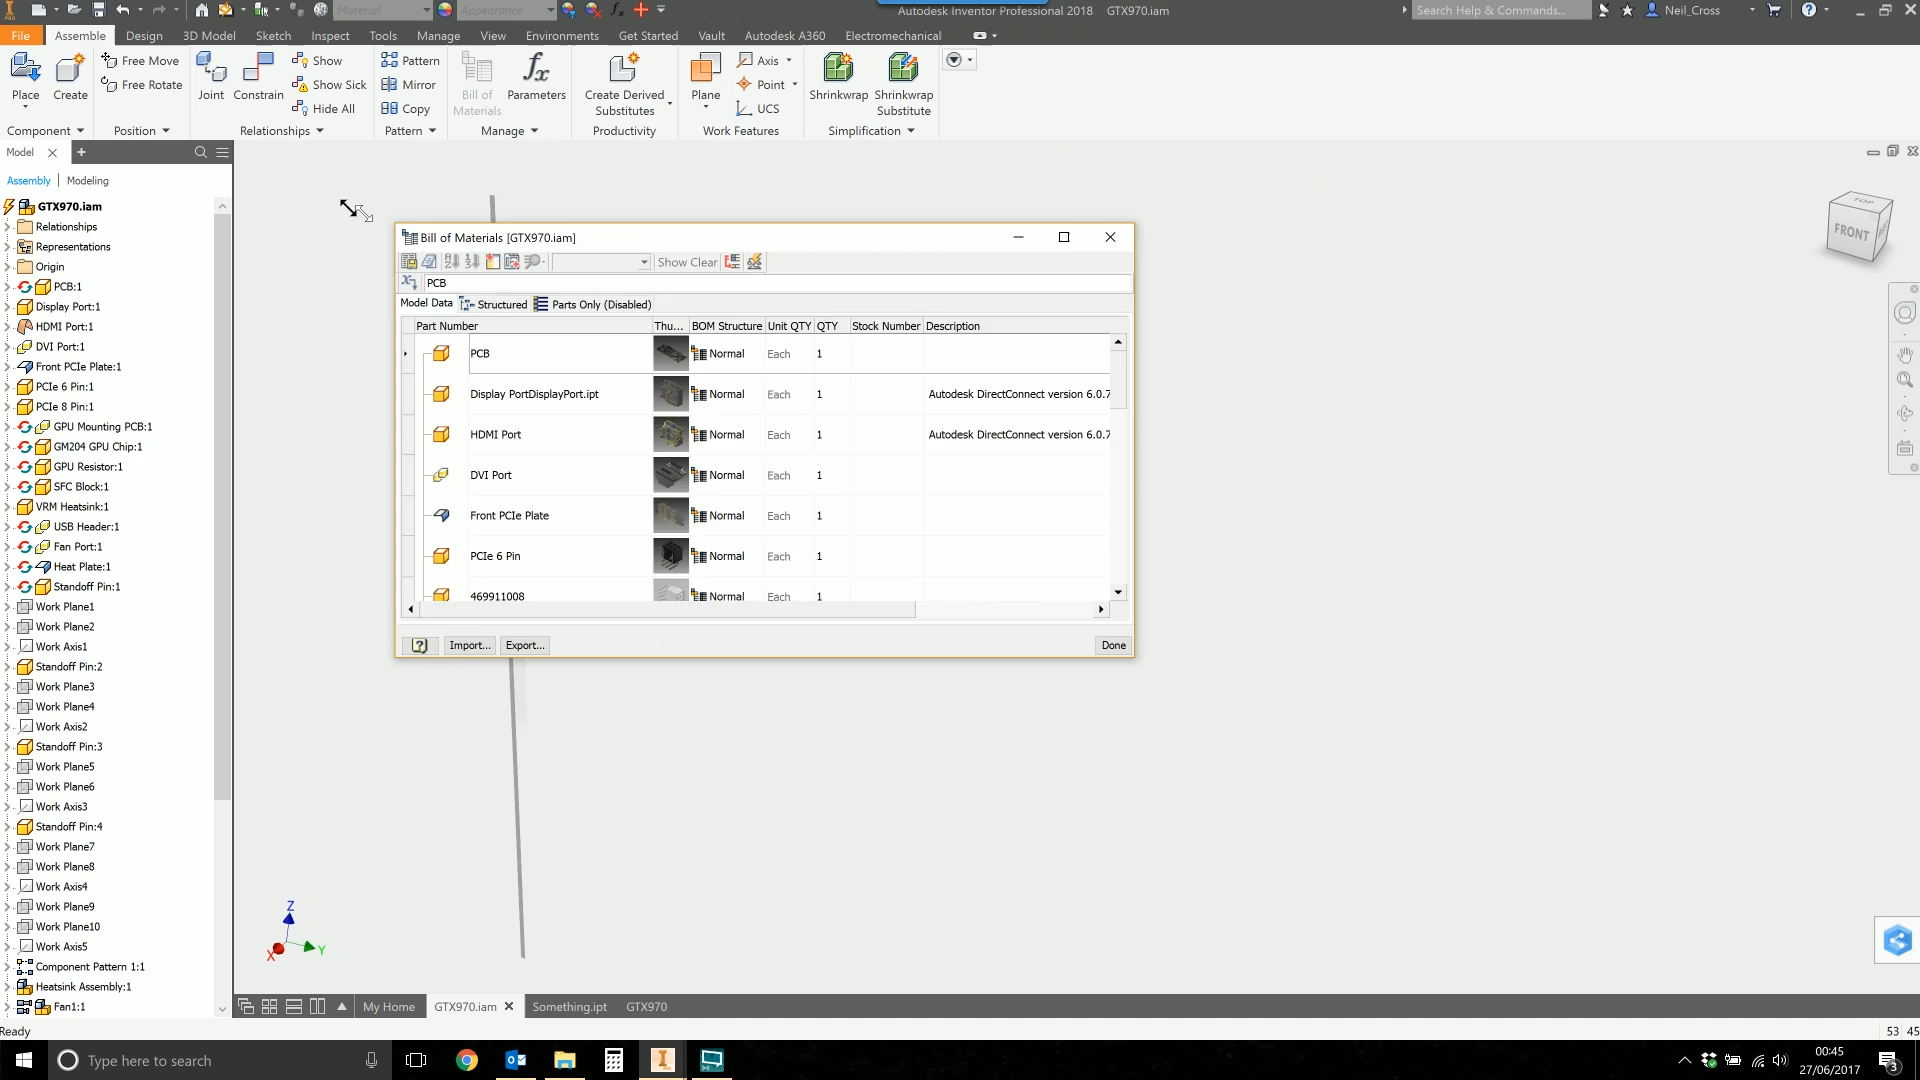 Material
Appearance
Autodesk Inventor Professional 2018 GTX970.iam
Search Help & Commands...
Neil_Cross
File Assemble Design 3D Model Sketch Inspect Tools Manage View Environments Get Started Vault Autodesk A360 Electromechanical
Place
Create
Free Move
Free Rotate
Joint
Constrain
Show
Show Sick
Hide All
Pattern
Mirror
Copy
Bill of Materials
Parameters
Create Derived Substitutes
Plane
Axis
Point
UCS
Shrinkwrap
Shrinkwrap Substitute
Component Position Relationships Pattern Manage Productivity Work Features Simplification
Model
Assembly | Modeling
GTX970.iam
Relationships
Representations
Origin
PCB:1
Display Port:1
HDMI Port:1
DVI Port:1
Front PCIe Plate:1
PCIe 6 Pin:1
PCIe 8 Pin:1
GPU Mounting PCB:1
GM204 GPU Chip:1
GPU Resistor:1
SFC Block:1
VRM Heatsink:1
USB Header:1
Fan Port:1
Heat Plate:1
Standoff Pin:1
Work Plane1
Work Plane2
Work Axis1
Standoff Pin:2
Work Plane3
Work Plane4
Work Axis2
Standoff Pin:3
Work Plane5
Work Plane6
Work Axis3
Standoff Pin:4
Work Plane7
Work Plane8
Work Axis4
Work Plane9
Work Plane10
Work Axis5
Component Pattern 1:1
Heatsink Assembly:1
Fan1:1
Bill of Materials [GTX970.iam]
Show Clear
PCB
Model Data Structured Parts Only (Disabled)
Part Number Thu... BOM Structure Unit QTY QTY Stock Number Description
PCB Normal Each 1
Display PortDisplayPort.ipt Normal Each 1 Autodesk DirectConnect version 6.0.7
HDMI Port Normal Each 1 Autodesk DirectConnect version 6.0.7
DVI Port Normal Each 1
Front PCIe Plate Normal Each 1
PCIe 6 Pin Normal Each 1
469911008 Normal Each 1
Import... Export... Done
TOP
FRONT
Z
Y
X
My Home GTX970.iam Something.ipt GTX970
Ready
53 45
Type here to search
00:45
27/06/2017
3